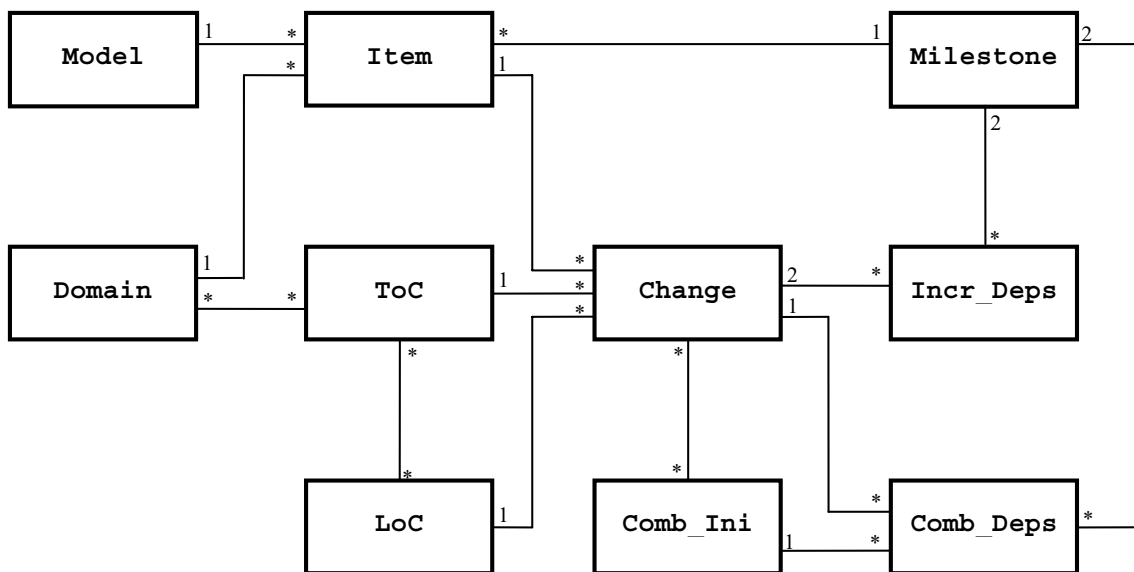 1 * * 1 2
Model Item Milestone
* 1
2
*
1 * 2 *
Domain ToC Change Incr_Deps
* * 1 * 1
*
* *
* * * *
LoC 1 Comb_Ini Comb_Deps *
1 *